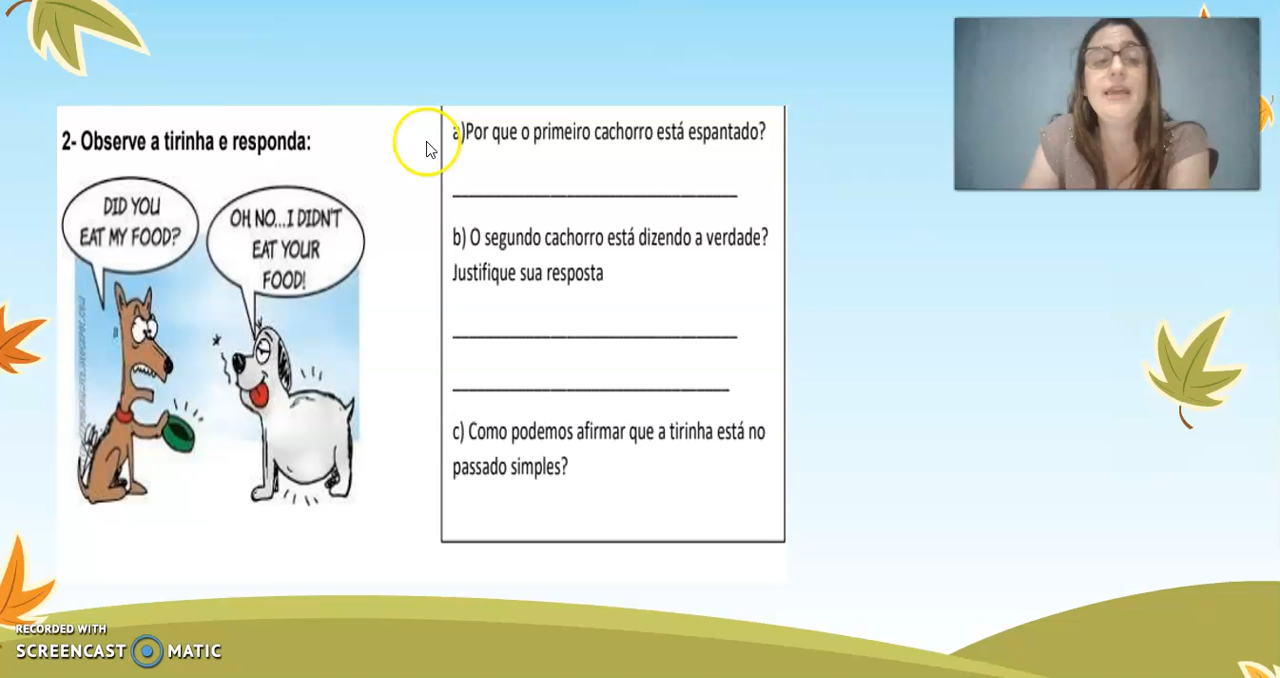 2- Observe a tirinha e responda:
DID YOU
EAT MY FOOD?
OH NO...I DIDN'T
EAT YOUR
FOOD!
a)Por que o primeiro cachorro está espantado?
b) O segundo cachorro está dizendo a verdade?
Justifique sua resposta
c) Como podemos afirmar que a tirinha está no
passado simples?
RECORDED WITH
SCREENCAST MATIC